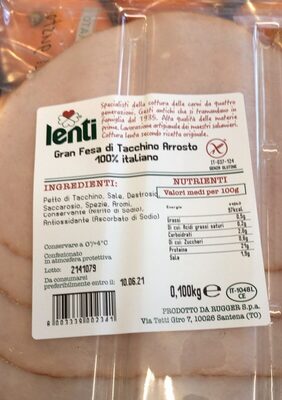 Specialisti della cottura delle carni da quattro
generazioni. Gesti antichi che si tramandano in
famiglia dal 1935. Alta qualità delle materie
prime. Lavorazione artigianale dei maestri salumieri.
Cottura lenta secondo ricetta originale.
lenti
Gran Fesa di Tacchino Arrosto
100% italiano
IT-037-124
SENZA GLUTINE
INGREDIENTI:
Petto di Tacchino, Sale, Destrosio,
Saccarosio, Spezie, Aromi,
Conservante (Nitrito di Sodio),
Antiossidante (Ascorbato di Sodio)
NUTRIENTI
Valori medi per 100g
Energia
Grassi
Di cui Acidi grassi saturi
Carboidrati
Di cui Zuccheri
Proteine
Sale
Conservare a 0°/+4°C
Confezionato
in atmosfera protettiva
Lotto: 2141079
Da consumarsi
preferibilmente entro il: 10.06.21
0,100kg e
IT-1048L
CE
PRODOTTO DA RUGGER S.p.a.
Via Tetti Giro 7, 10026 Santena (TO)